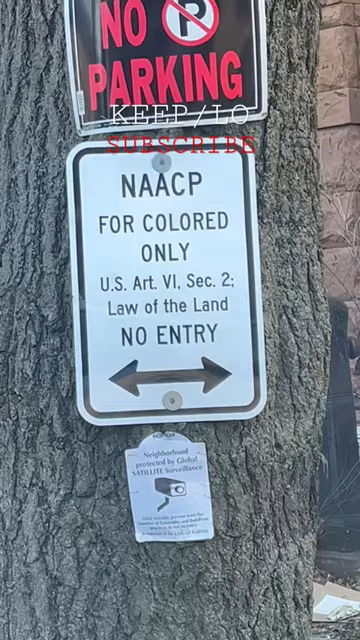 NO P
PARKING
KEEP/LO
SUBSCRIBE
NAACP
FOR COLORED
ONLY
U.S. Art. VI, Sec. 2;
Law of the Land
NO ENTRY
Neighborhood
protected by Global
SATELLITE Surveillance